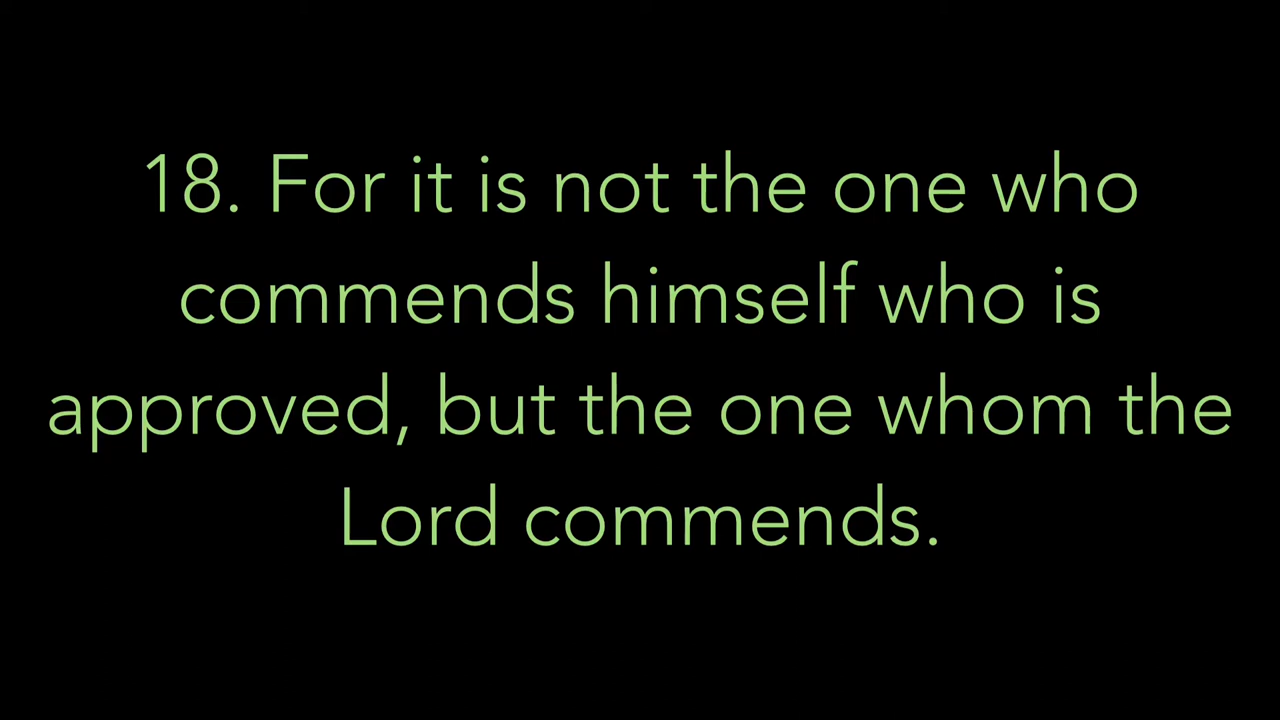 18. For it is not the one who
commends himself who is
approved, but the one whom the
Lord commends.